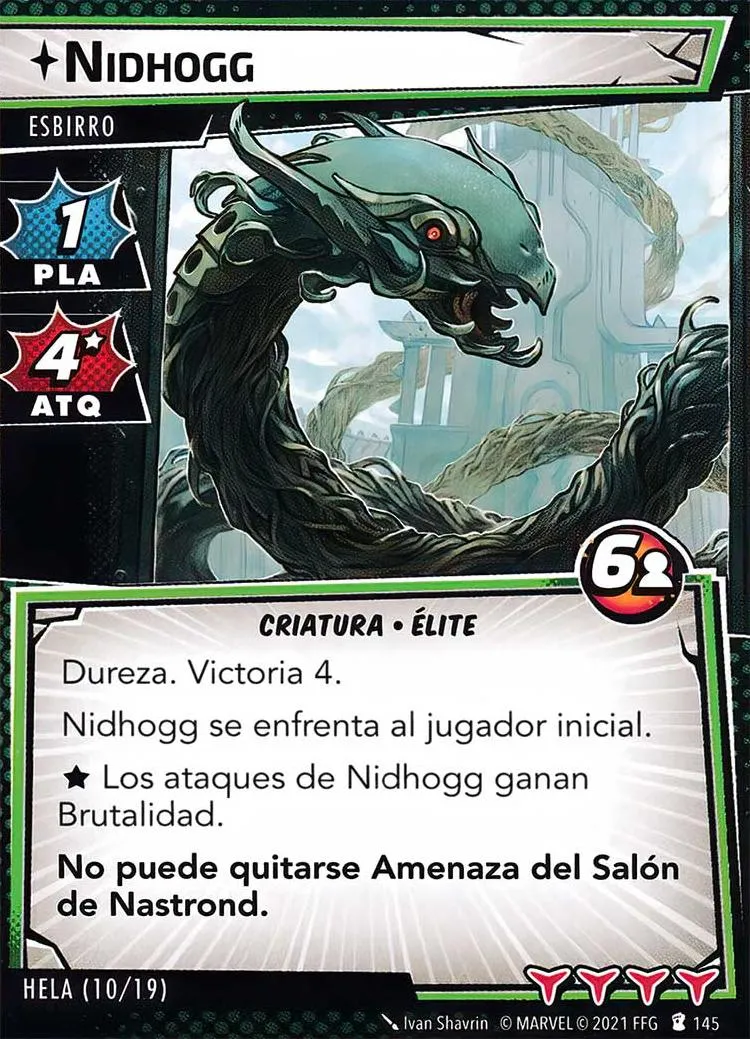 NIDHOGG
ESBIRRO
1
PLA
4★
ATQ
6
CRIATURA • ÉLITE
Dureza. Victoria 4.
Nidhogg se enfrenta al jugador inicial.
★ Los ataques de Nidhogg ganan
Brutalidad.
No puede quitarse Amenaza del Salón
de Nastrond.
HELA (10/19)
Ivan Shavrin © MARVEL © 2021 FFG 145